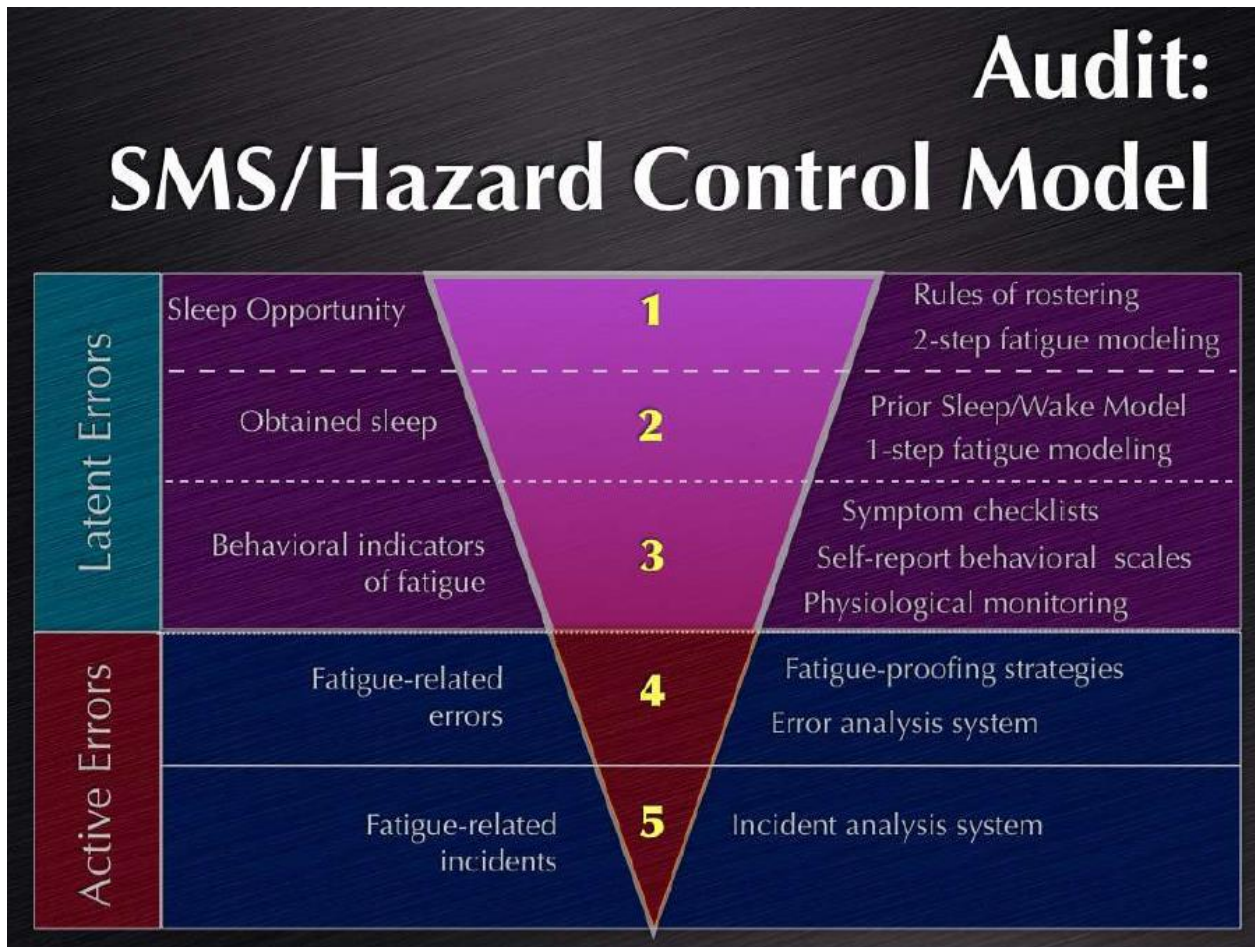 Audit:
SMS/Hazard Control Model
Latent Errors
Sleep Opportunity
1
Rules of rostering
2-step fatigue modeling
Obtained sleep
2
Prior Sleep/Wake Model
1-step fatigue modeling
Behavioral indicators
of fatigue
3
Symptom checklists
Self-report behavioral scales
Physiological monitoring
Active Errors
Fatigue-related
errors
4
Fatigue-proofing strategies
Error analysis system
Fatigue-related
incidents
5
Incident analysis system